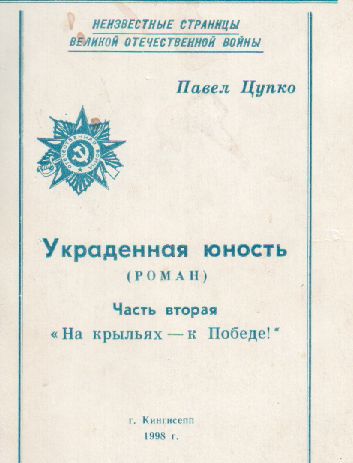 НЕИЗВЕСТНЫЕ СТРАНИЦЫ
ВЕЛИКОЙ ОТЕЧЕСТВЕННОЙ ВОЙНЫ
Павел Цупко
Украденная юность
(РОМАН)
Часть вторая
«На крыльях — к Победе!"
г. Кингисепп
1998 г.